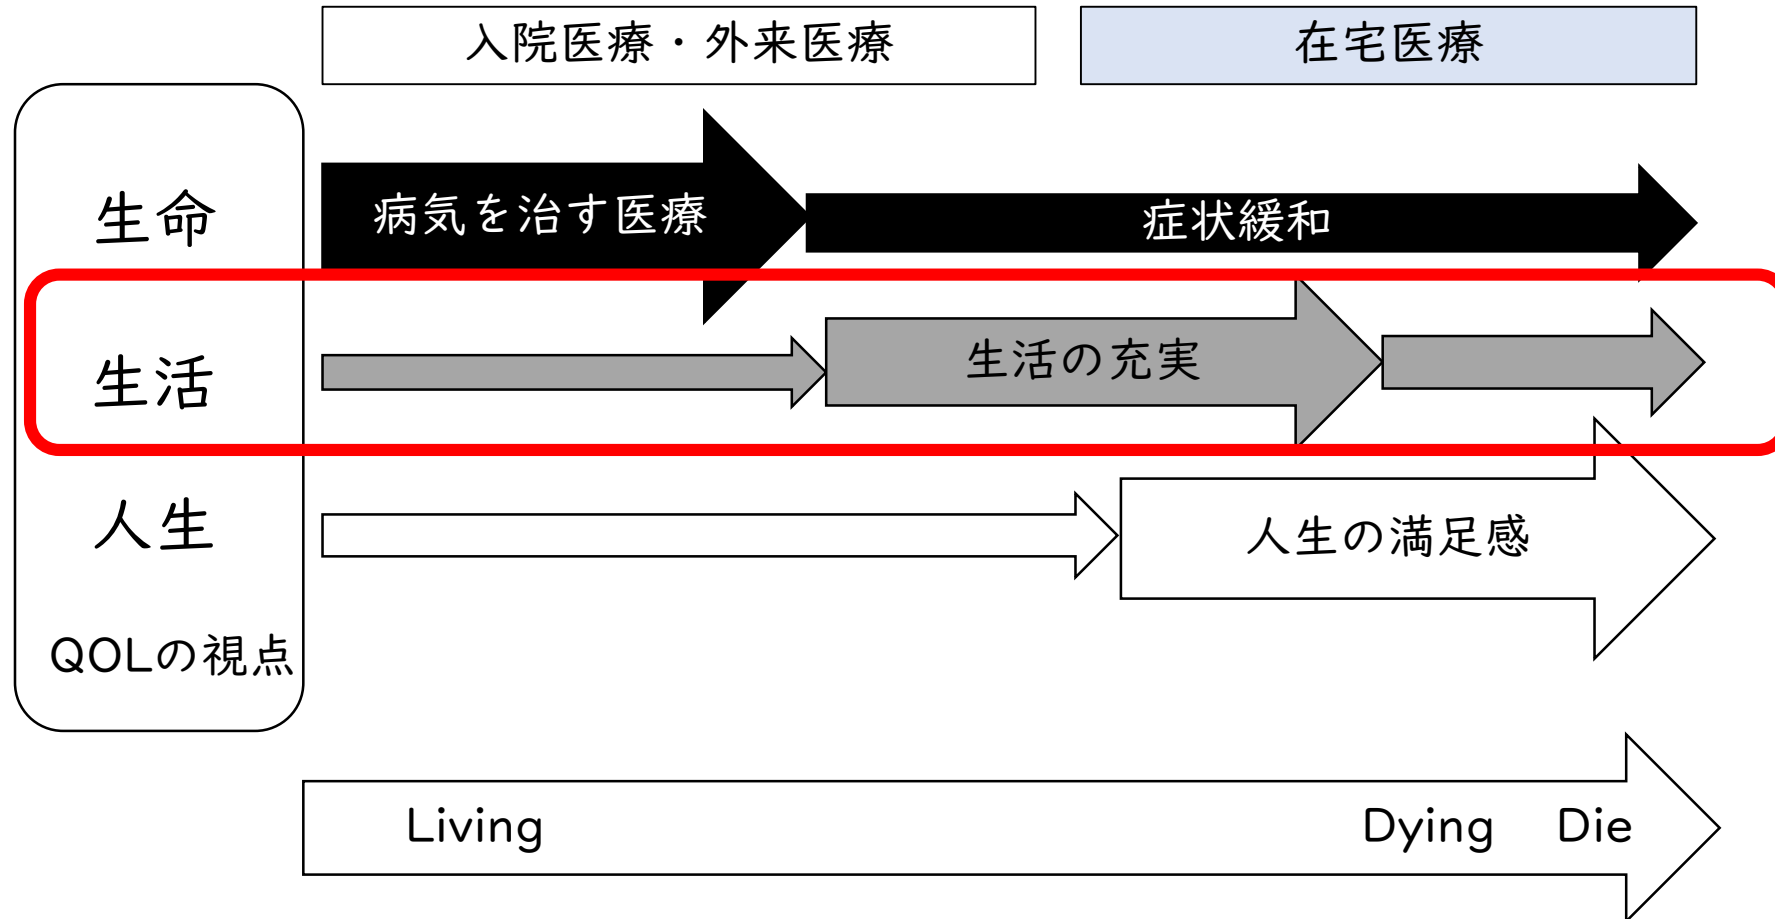 入院医療・外来医療
在宅医療
生命
病気を治す医療
症状緩和
生活
生活の充実
人生
人生の満足感
QOLの視点
Living
Dying
Die